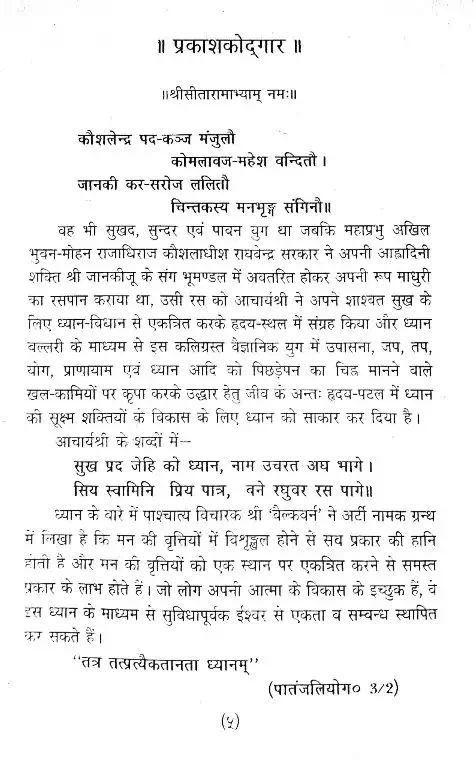 ॥ प्रकाशकोद्‌गार ॥
॥श्रीसीतारामाभ्याम् नमः॥
कौशलेन्द्र पद-कञ्ज मंजुलौ
कोमलावज-महेश वन्दितौ।
जानकी कर-सरोज ललितौ
चिन्तकस्य मनभृङ्ग संगिनौ॥
वह भी सुखद, सुन्दर एवं पावन युग था जबकि महाप्रभु अखिल
भुवन-मोहन राजाधिराज कौशलाधीश राघवेन्द्र सरकार ने अपनी आह्लादिनी
शक्ति श्री जानकीजू के संग भूमण्डल में अवतरित होकर अपनी रूप माधुरी
का रसपान कराया था, उसी रस को आचार्यश्री ने अपने शाश्वत सुख के
लिए ध्यान-विधान से एकत्रित करके हृदय-स्थल में संग्रह किया और ध्यान
वल्लरी के माध्यम से इस कलिग्रस्त वैज्ञानिक युग में उपासना, जप, तप,
योग, प्राणायाम एवं ध्यान आदि को पिछड़ेपन का चिह्न मानने वाले
खल-कामियों पर कृपा करके उद्धार हेतु जीव के अन्तः हृदय-पटल में ध्यान
की सूक्ष्म शक्तियों के विकास के लिए ध्यान को साकार कर दिया है।
आचार्यश्री के शब्दों में—
सुख प्रद जेहि को ध्यान, नाम उचरत अघ भागे।
सिय स्वामिनि प्रिय पात्र, वने रघुवर रस पागे॥
ध्यान के वारे में पाश्चात्य विचारक श्री 'वैल्कवर्न' ने अर्टी नामक ग्रन्थ
में लिखा है कि मन की वृत्तियों में विशृङ्खल होने से सव प्रकार की हानि
होती है और मन की वृत्तियों को एक स्थान पर एकत्रित करने से समस्त
प्रकार के लाभ होते हैं। जो लोग अपनी आत्मा के विकास के इच्छुक हैं, वे
इस ध्यान के माध्यम से सुविधापूर्वक ईश्वर से एकता व सम्वन्ध स्थापित
कर सकते हैं।
"तत्र तत्प्रत्यैकतानता ध्यानम्"
(पातंजलियोग० 3/2)
(५)